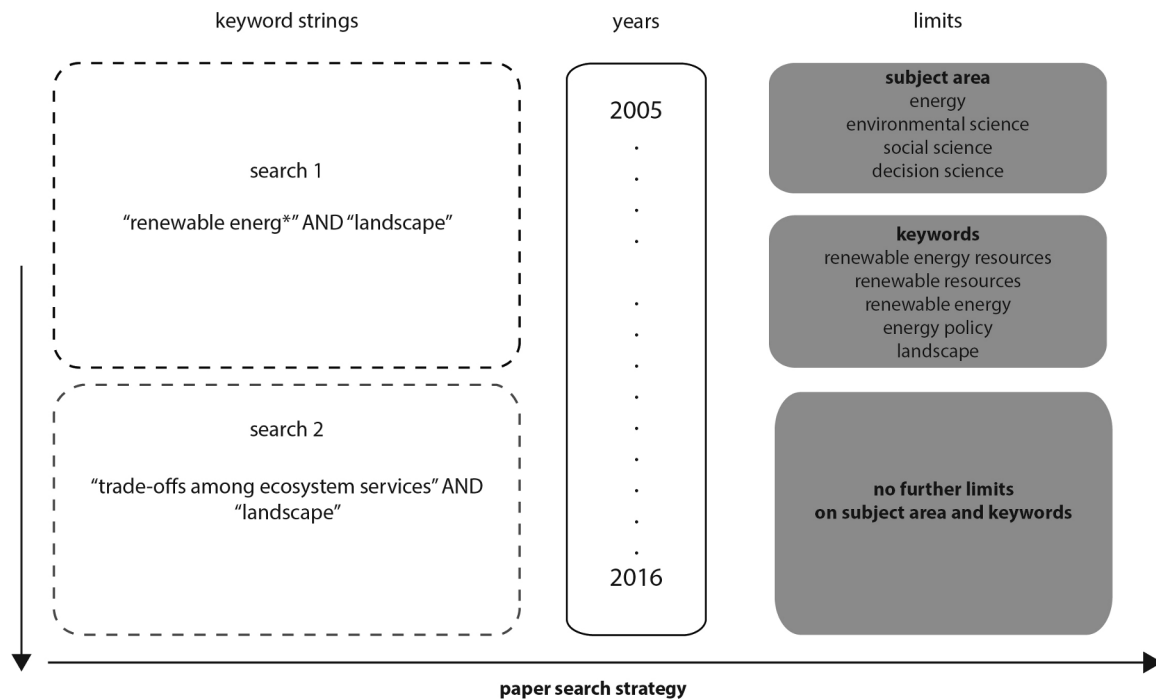 keyword strings
years
limits
search 1
“renewable energ*” AND “landscape”
search 2
“trade-offs among ecosystem services” AND
“landscape”
2005
2016
subject area
energy
environmental science
social science
decision science
keywords
renewable energy resources
renewable resources
renewable energy
energy policy
landscape
no further limits
on subject area and keywords
paper search strategy